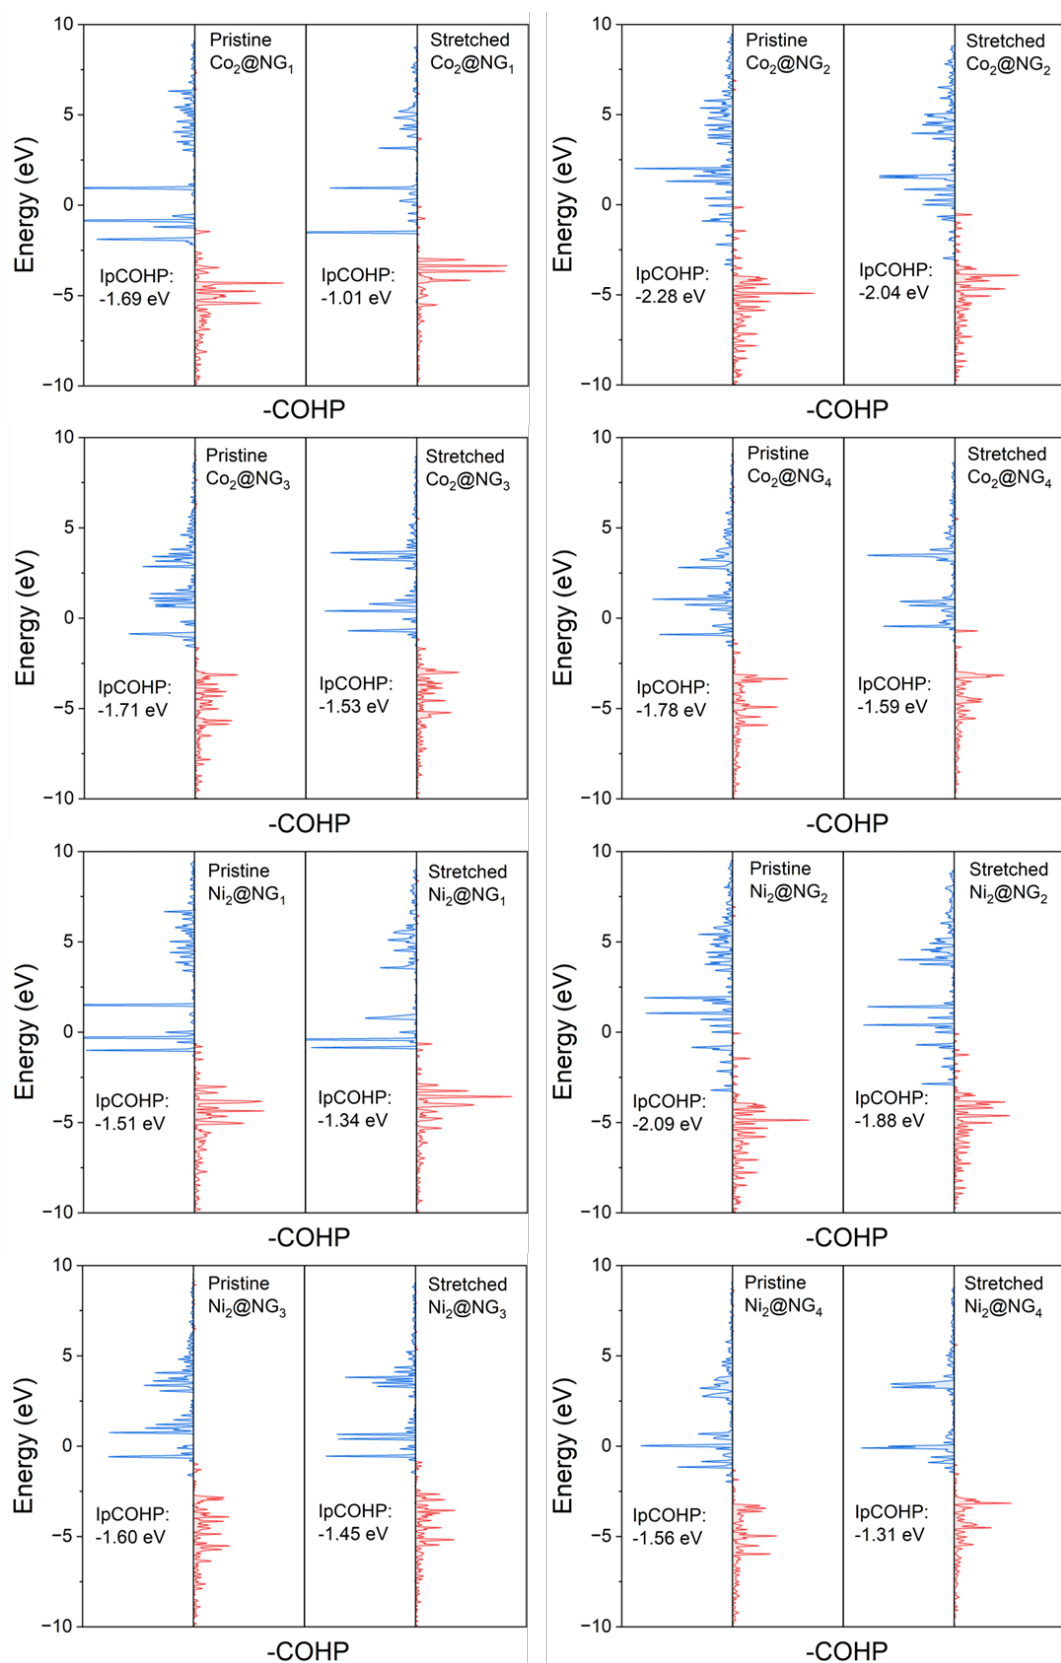 10
5
0
−5
−10
Energy (eV)
Pristine
Co₂@NG₁
IpCOHP:
-1.69 eV
Stretched
Co₂@NG₁
IpCOHP:
-1.01 eV
-COHP
10
5
0
−5
−10
Energy (eV)
Pristine
Co₂@NG₂
IpCOHP:
-2.28 eV
Stretched
Co₂@NG₂
IpCOHP:
-2.04 eV
-COHP
10
5
0
−5
−10
Energy (eV)
Pristine
Co₂@NG₃
IpCOHP:
-1.71 eV
Stretched
Co₂@NG₃
IpCOHP:
-1.53 eV
-COHP
10
5
0
−5
−10
Energy (eV)
Pristine
Co₂@NG₄
IpCOHP:
-1.78 eV
Stretched
Co₂@NG₄
IpCOHP:
-1.59 eV
-COHP
10
5
0
−5
−10
Energy (eV)
Pristine
Ni₂@NG₁
IpCOHP:
-1.51 eV
Stretched
Ni₂@NG₁
IpCOHP:
-1.34 eV
-COHP
10
5
0
−5
−10
Energy (eV)
Pristine
Ni₂@NG₂
IpCOHP:
-2.09 eV
Stretched
Ni₂@NG₂
IpCOHP:
-1.88 eV
-COHP
10
5
0
−5
−10
Energy (eV)
Pristine
Ni₂@NG₃
IpCOHP:
-1.60 eV
Stretched
Ni₂@NG₃
IpCOHP:
-1.45 eV
-COHP
10
5
0
−5
−10
Energy (eV)
Pristine
Ni₂@NG₄
IpCOHP:
-1.56 eV
Stretched
Ni₂@NG₄
IpCOHP:
-1.31 eV
-COHP